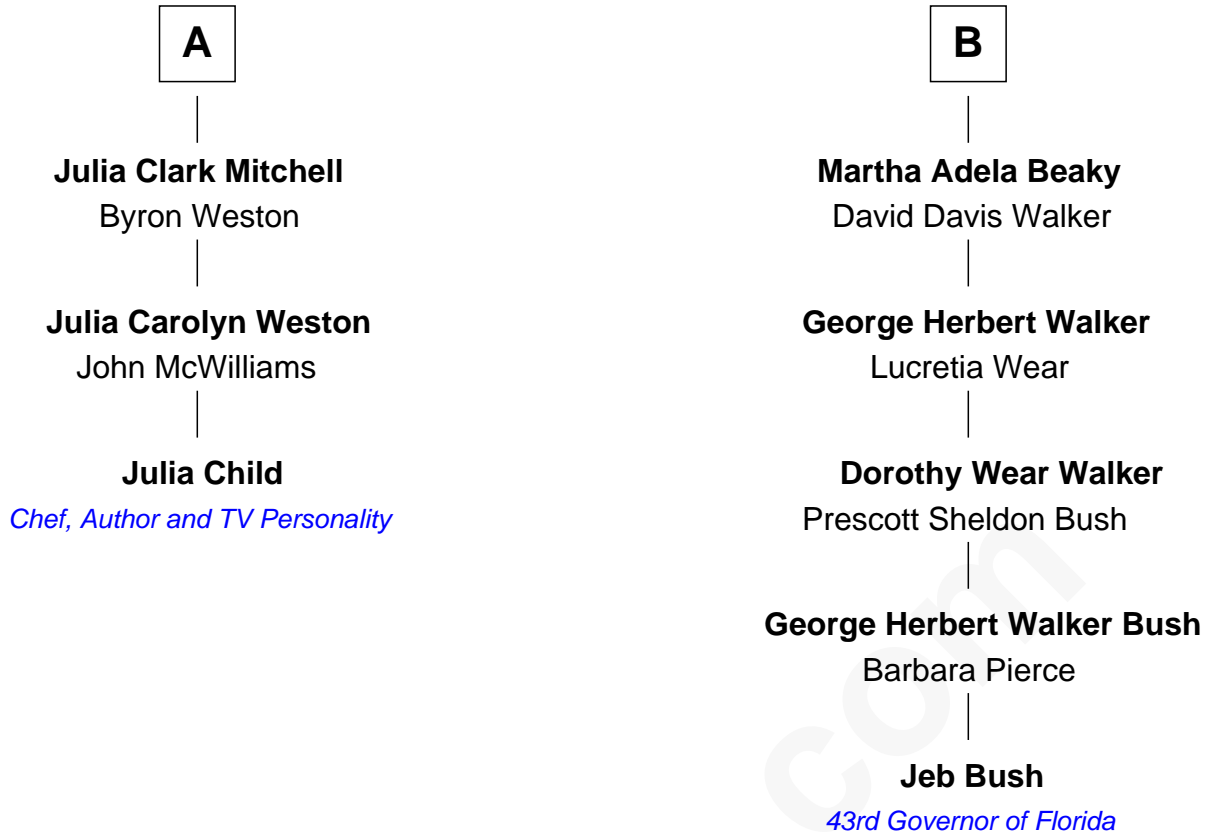 A
Julia Clark Mitchell
Byron Weston
Julia Carolyn Weston
John McWilliams
Julia Child
Chef, Author and TV Personality
B
Martha Adela Beaky
David Davis Walker
George Herbert Walker
Lucretia Wear
Dorothy Wear Walker
Prescott Sheldon Bush
George Herbert Walker Bush
Barbara Pierce
Jeb Bush
43rd Governor of Florida
com